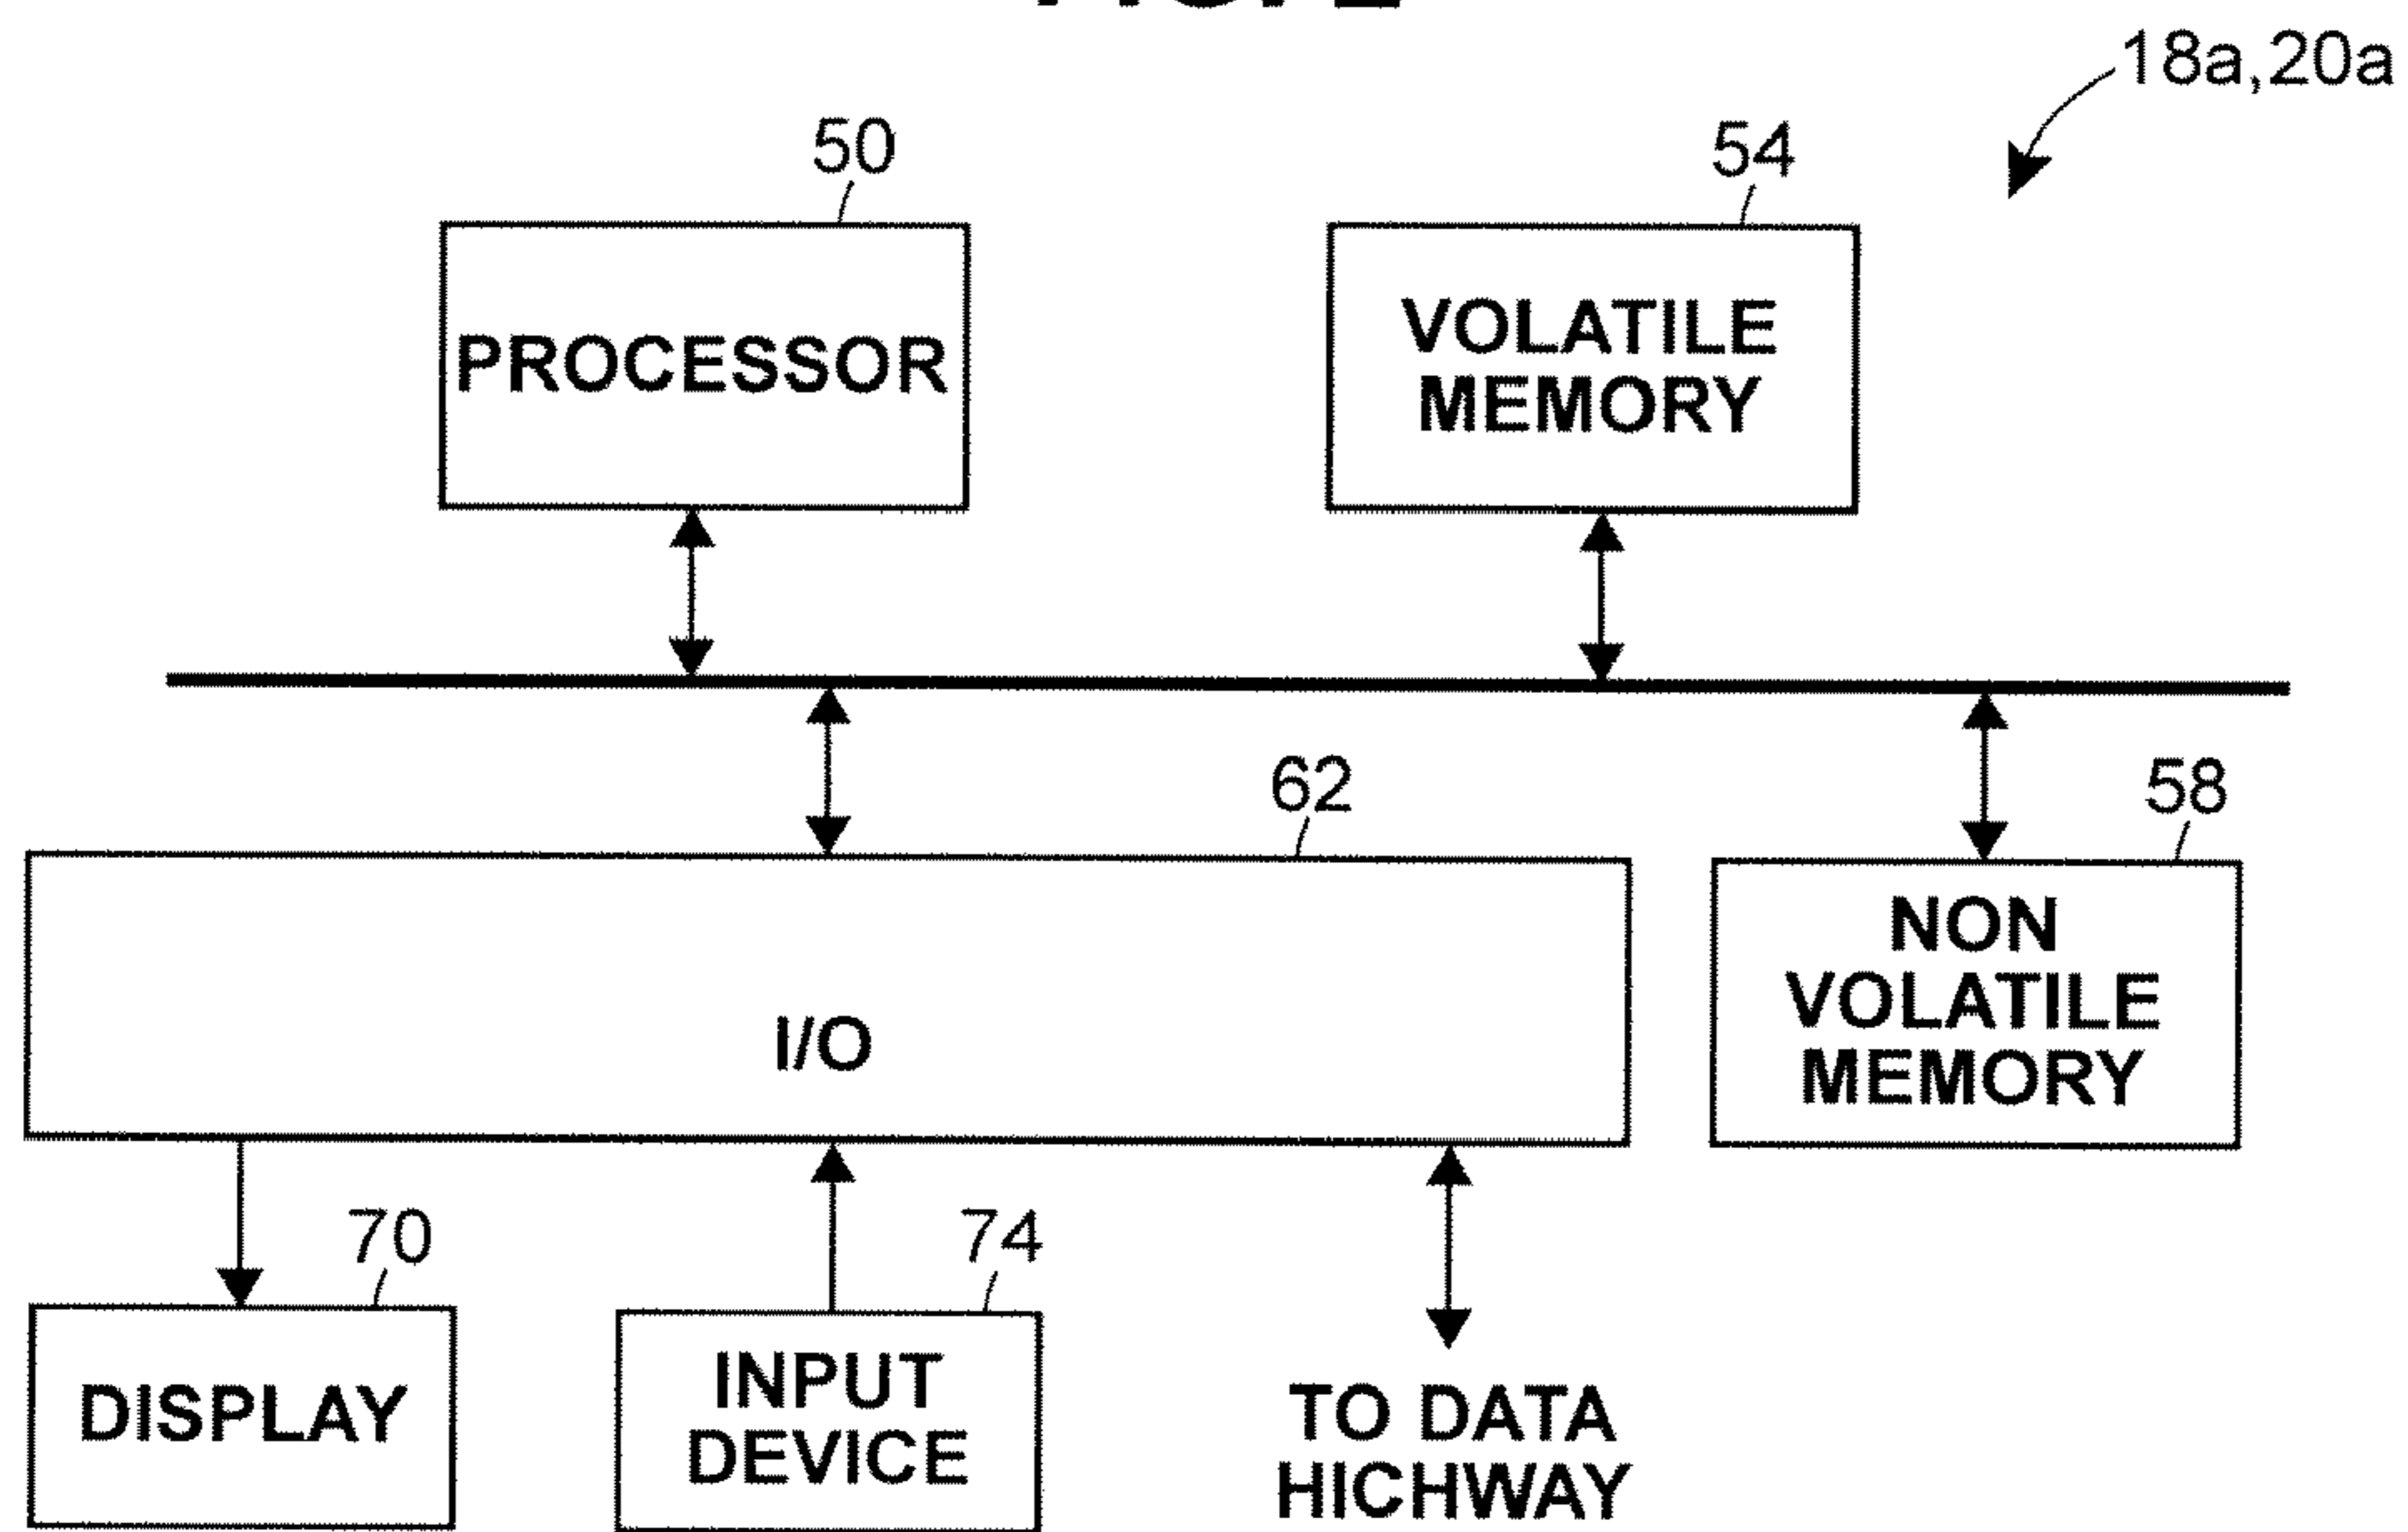 18a,20a
50
54
PROCESSOR
VOLATILE
MEMORY
62
58
I/O
NON
VOLATILE
MEMORY
70
74
DISPLAY
INPUT
DEVICE
TO DATA
HICHWAY